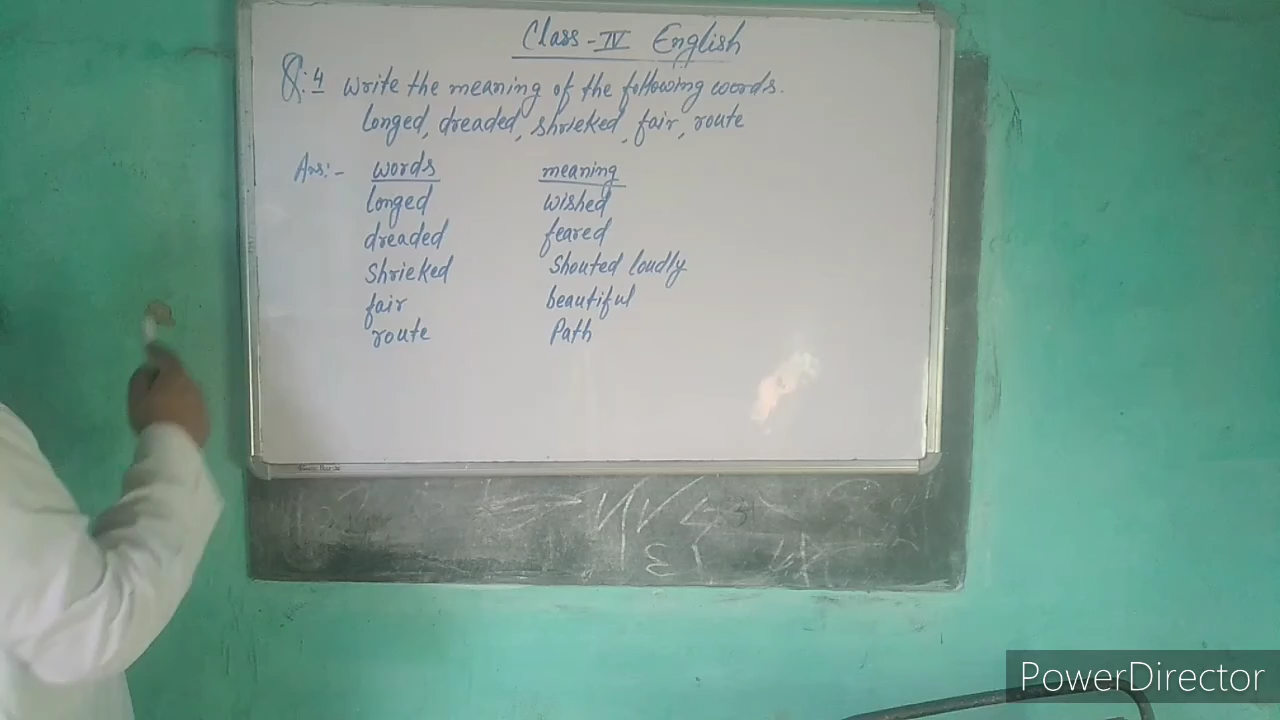 Class - IV English
Q:4 Write the meaning of the following words.
Longed, dreaded, shrieked, fair, route
Ans:- words meaning
longed wished
dreaded feared
shrieked Shouted loudly
fair beautiful
route Path
PowerDirector